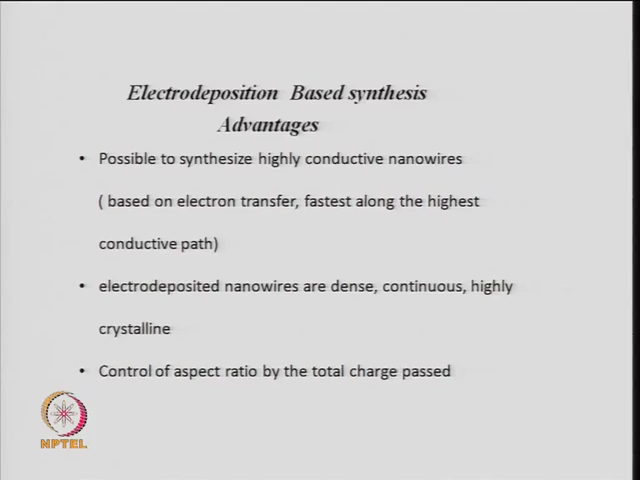 Electrodeposition Based synthesis
Advantages
• Possible to synthesize highly conductive nanowires
( based on electron transfer, fastest along the highest
conductive path)
• electrodeposited nanowires are dense, continuous, highly
crystalline
• Control of aspect ratio by the total charge passed
NPTEL